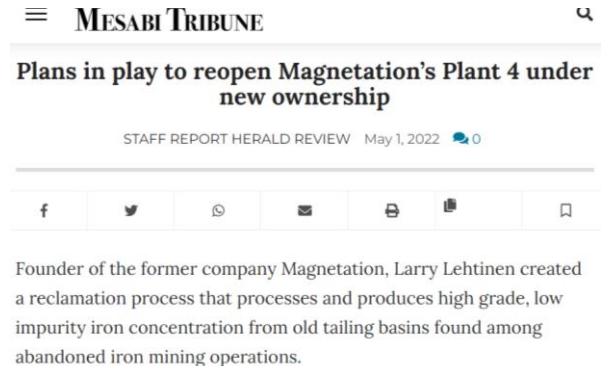 MESABI TRIBUNE
Plans in play to reopen Magnetation's Plant 4 under
new ownership
STAFF REPORT HERALD REVIEW May 1, 2022 0
Founder of the former company Magnetation, Larry Lehtinen created
a reclamation process that processes and produces high grade, low
impurity iron concentration from old tailing basins found among
abandoned iron mining operations.